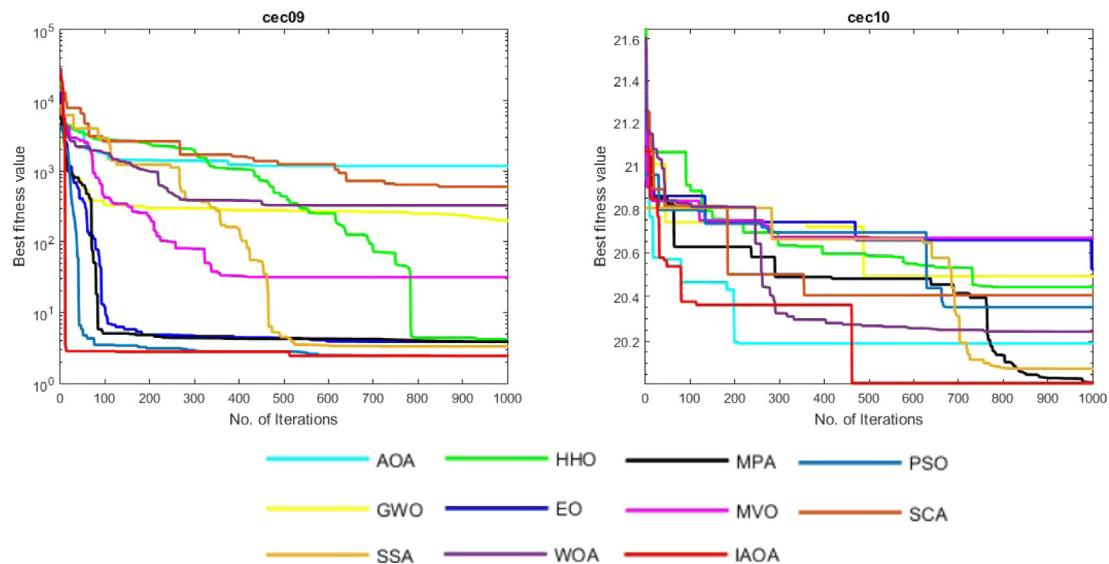 cec09
10^5
10^4
10^3
10^2
10^1
10^0
Best fitness value
0 100 200 300 400 500 600 700 800 900 1000
No. of Iterations
cec10
21.6
21.4
21.2
21
20.8
20.6
20.4
20.2
Best fitness value
0 100 200 300 400 500 600 700 800 900 1000
No. of Iterations
AOA HHO MPA PSO
GWO EO MVO SCA
SSA WOA IAOA